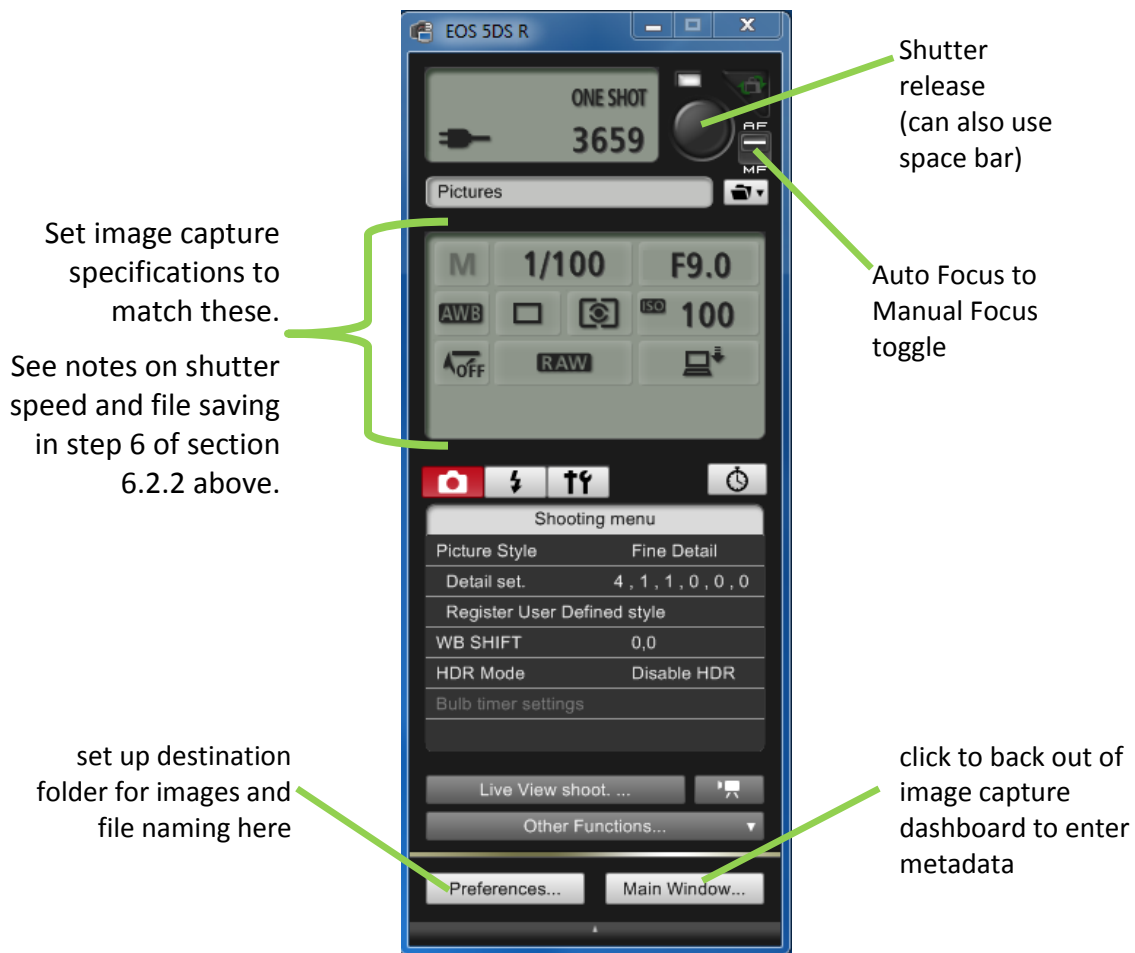 EOS 5DS R
ONE SHOT
3659
AF
MF
Pictures
M 1/100 F9.0
AWB ISO 100
OFF RAW
Shooting menu
Picture Style Fine Detail
Detail set. 4 , 1 , 1 , 0 , 0 , 0
Register User Defined style
WB SHIFT 0,0
HDR Mode Disable HDR
Bulb timer settings
Live View shoot. ...
Other Functions...
Preferences... Main Window...
Shutter
release
(can also use
space bar)
Auto Focus to
Manual Focus
toggle
Set image capture
specifications to
match these.
See notes on shutter
speed and file saving
in step 6 of section
6.2.2 above.
set up destination
folder for images and
file naming here
click to back out of
image capture
dashboard to enter
metadata